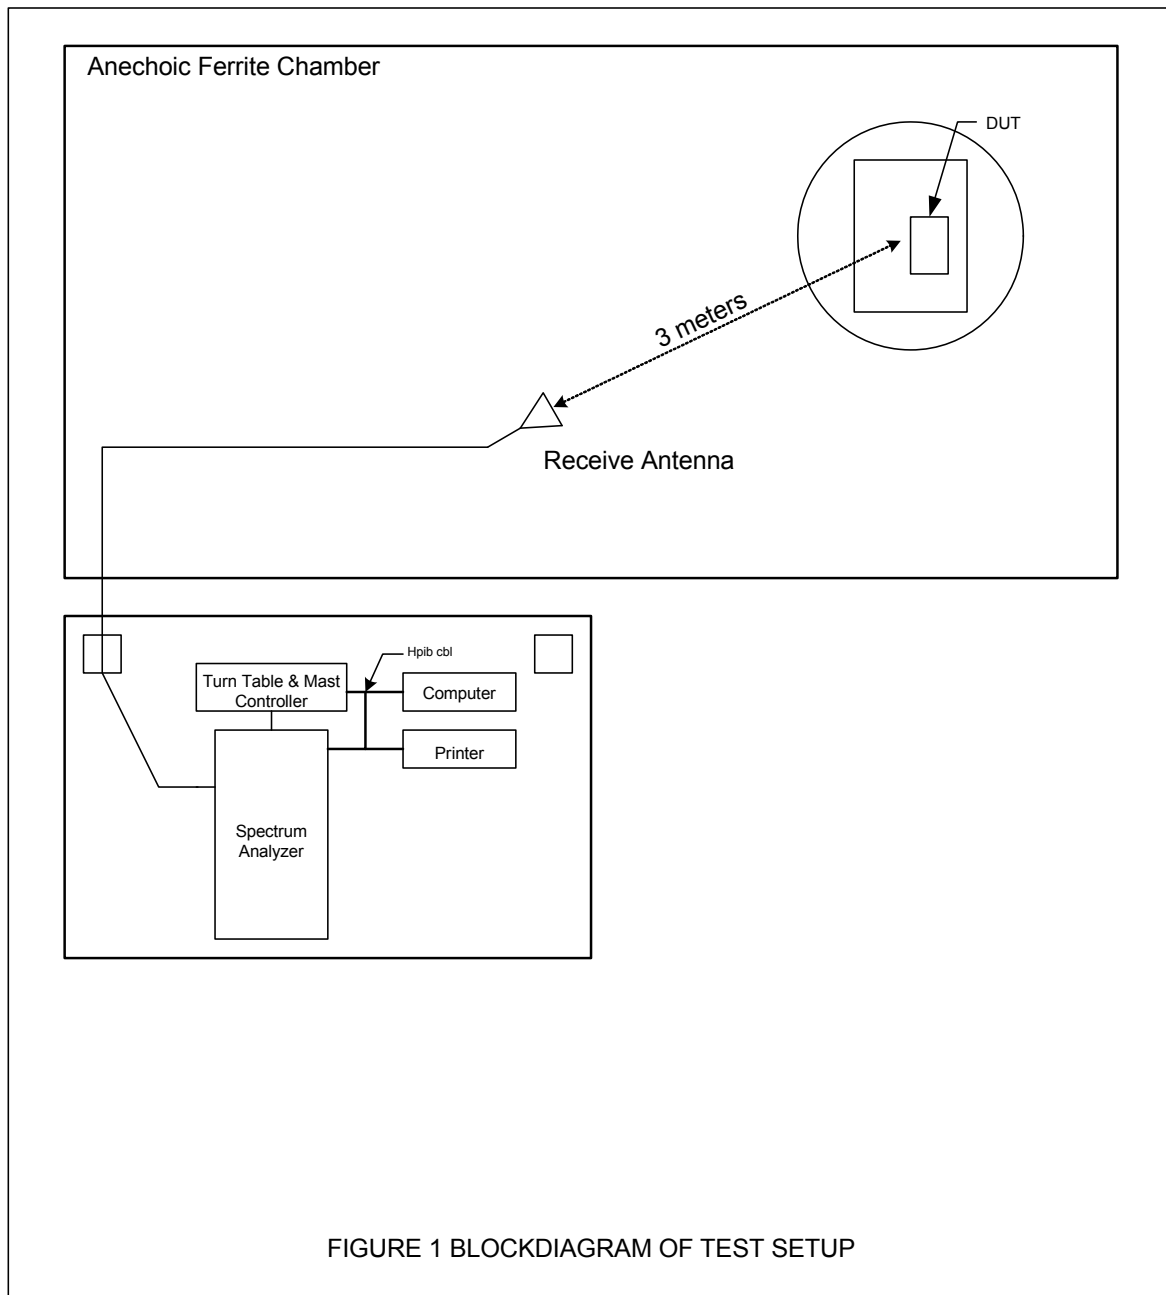 Anechoic Ferrite Chamber
DUT
3 meters
Receive Antenna
Hpib cbl
Turn Table & Mast
Controller
Computer
Printer
Spectrum
Analyzer
FIGURE 1 BLOCKDIAGRAM OF TEST SETUP